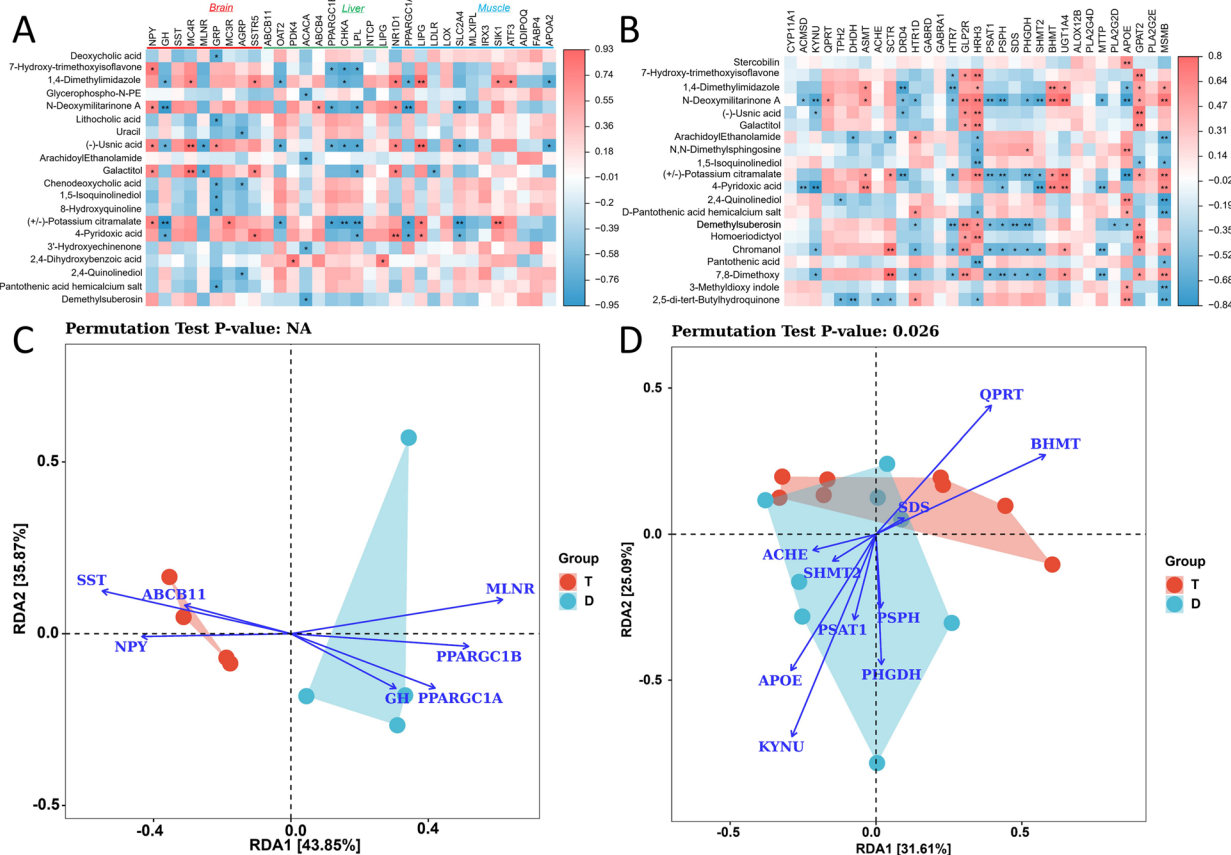 A
Brain
Liver
Muscle
NPY
GH
SST
MC4R
MLNR
GRP
MC3R
AGRP
SSTR5
ABCB11
OAT2
PDK4
ACACA
ABCB4
PPARGC1B
CHKA
LPL
NTCP
LIPG
NR1D1
PPARGC1A
LIPG
LDLR
LOX
SLC2A4
MLXIPL
IRX3
SIK1
ATF3
ADIPOQ
FABP4
APOA2
Deoxycholic acid
7-Hydroxy-trimethoxyisoflavone
1,4-Dimethylimidazole
Glycerophospho-N-PE
N-Deoxymilitarinone A
Lithocholic acid
Uracil
(-)-Usnic acid
ArachidoylEthanolamide
Galactitol
Chenodeoxycholic acid
1,5-Isoquinolinediol
8-Hydroxyquinoline
(+/-)-Potassium citramalate
4-Pyridoxic acid
3'-Hydroxyechinenone
2,4-Dihydroxybenzoic acid
2,4-Quinolinediol
Pantothenic acid hemicalcium salt
Demethylsuberosin
0.93
0.74
0.55
0.36
0.17
-0.01
-0.20
-0.39
-0.58
-0.76
-0.95
B
CYP11A1
ACMSD
KYNU
QPRT
TPH2
DHDH
ASMT
ACHE
SCTR
DRD4
HTR1D
GABRD
GABRA1
HTR7
GLP2R
HRH3
PSAT1
PSPH
SDS
PHGDH
SHMT2
BHMT
UGT1A4
ALOX12B
PLA2G4D
MTTP
PLA2G2D
APOE
GPAT2
PLA2G2E
MSMB
Stercobilin
7-Hydroxy-trimethoxyisoflavone
1,4-Dimethylimidazole
N-Deoxymilitarinone A
(-)-Usnic acid
Galactitol
ArachidoylEthanolamide
N,N-Dimethylsphingosine
1,5-Isoquinolinediol
(+/-)-Potassium citramalate
4-Pyridoxic acid
2,4-Quinolinediol
D-Pantothenic acid hemicalcium salt
Demethylsuberosin
Homoeriodictyol
Chromanol
Pantothenic acid
7,8-Dimethoxy
3-Methyldioxy indole
2,5-di-tert-Butylhydroquinone
0.8
0.64
0.47
0.31
0.14
-0.02
-0.18
-0.35
-0.51
-0.67
-0.84
C
Permutation Test P-value: NA
RDA2 [35.87%]
0.5
0.0
-0.5
SST
ABCB11
NPY
MLNR
PPARGC1B
GH
PPARGC1A
-0.4
0.0
0.4
RDA1 [43.85%]
Group
T
D
D
Permutation Test P-value: 0.026
RDA2 [25.09%]
0.5
0.0
-0.5
QPRT
BHMT
SDS
ACHE
SHMT2
PSAT1
PSPH
APOE
PHGDH
KYNU
-0.5
0.0
0.5
RDA1 [31.61%]
Group
T
D